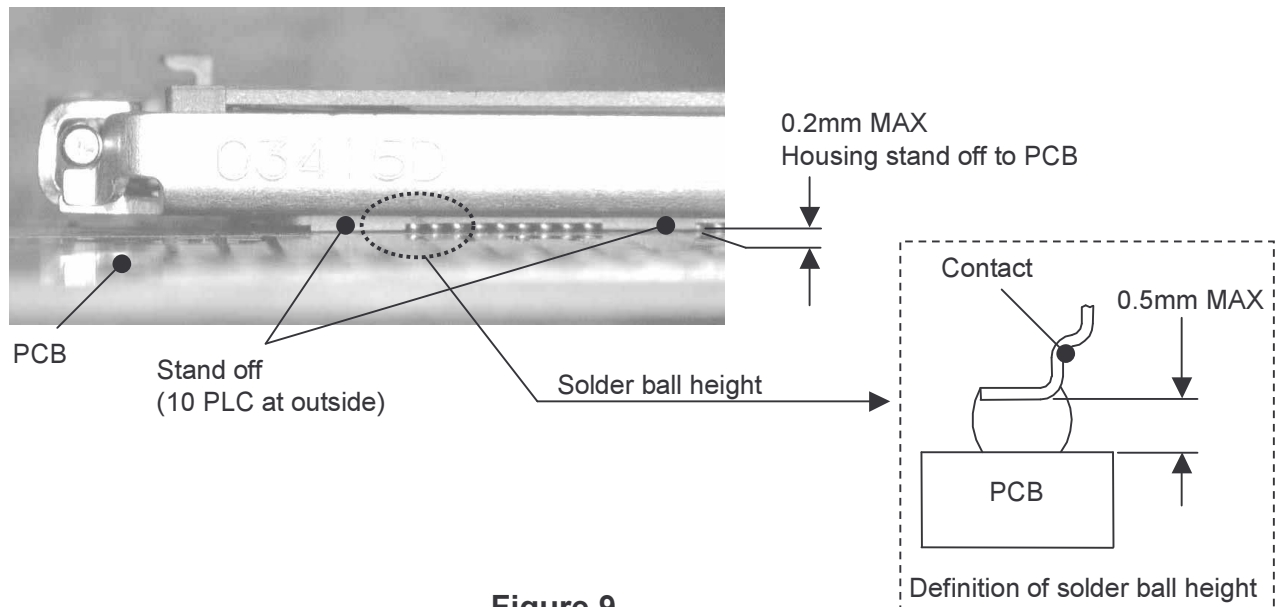 03415D
0.2mm MAX
Housing stand off to PCB
Contact
0.5mm MAX
PCB
Stand off
(10 PLC at outside)
Solder ball height
PCB
Definition of solder ball height
Figure 9